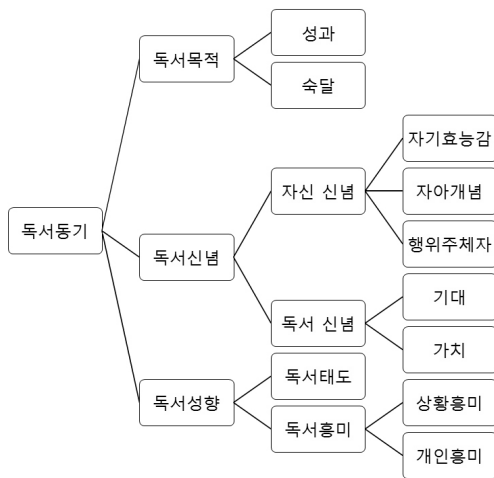 독서동기
독서목적
성과
숙달
독서신념
자신 신념
자기효능감
자아개념
행위주체자
독서 신념
기대
가치
독서성향
독서태도
독서흥미
상황흥미
개인흥미